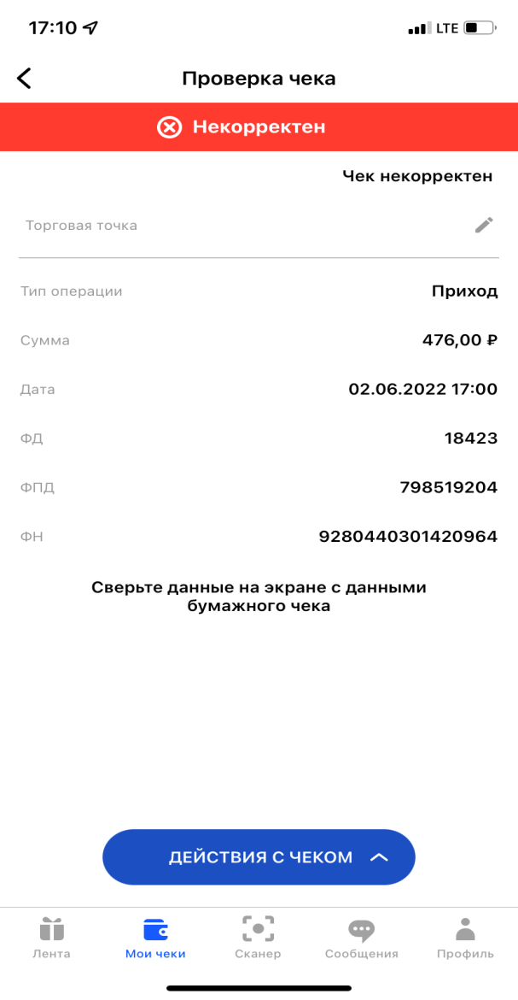 17:10
LTE
Проверка чека
Некорректен
Чек некорректен
Торговая точка
Тип операции Приход
Сумма 476,00 ₽
Дата 02.06.2022 17:00
ФД 18423
ФПД 798519204
ФН 9280440301420964
Сверьте данные на экране с данными
бумажного чека
ДЕЙСТВИЯ С ЧЕКОМ
Лента Мои чеки Сканер Сообщения Профиль